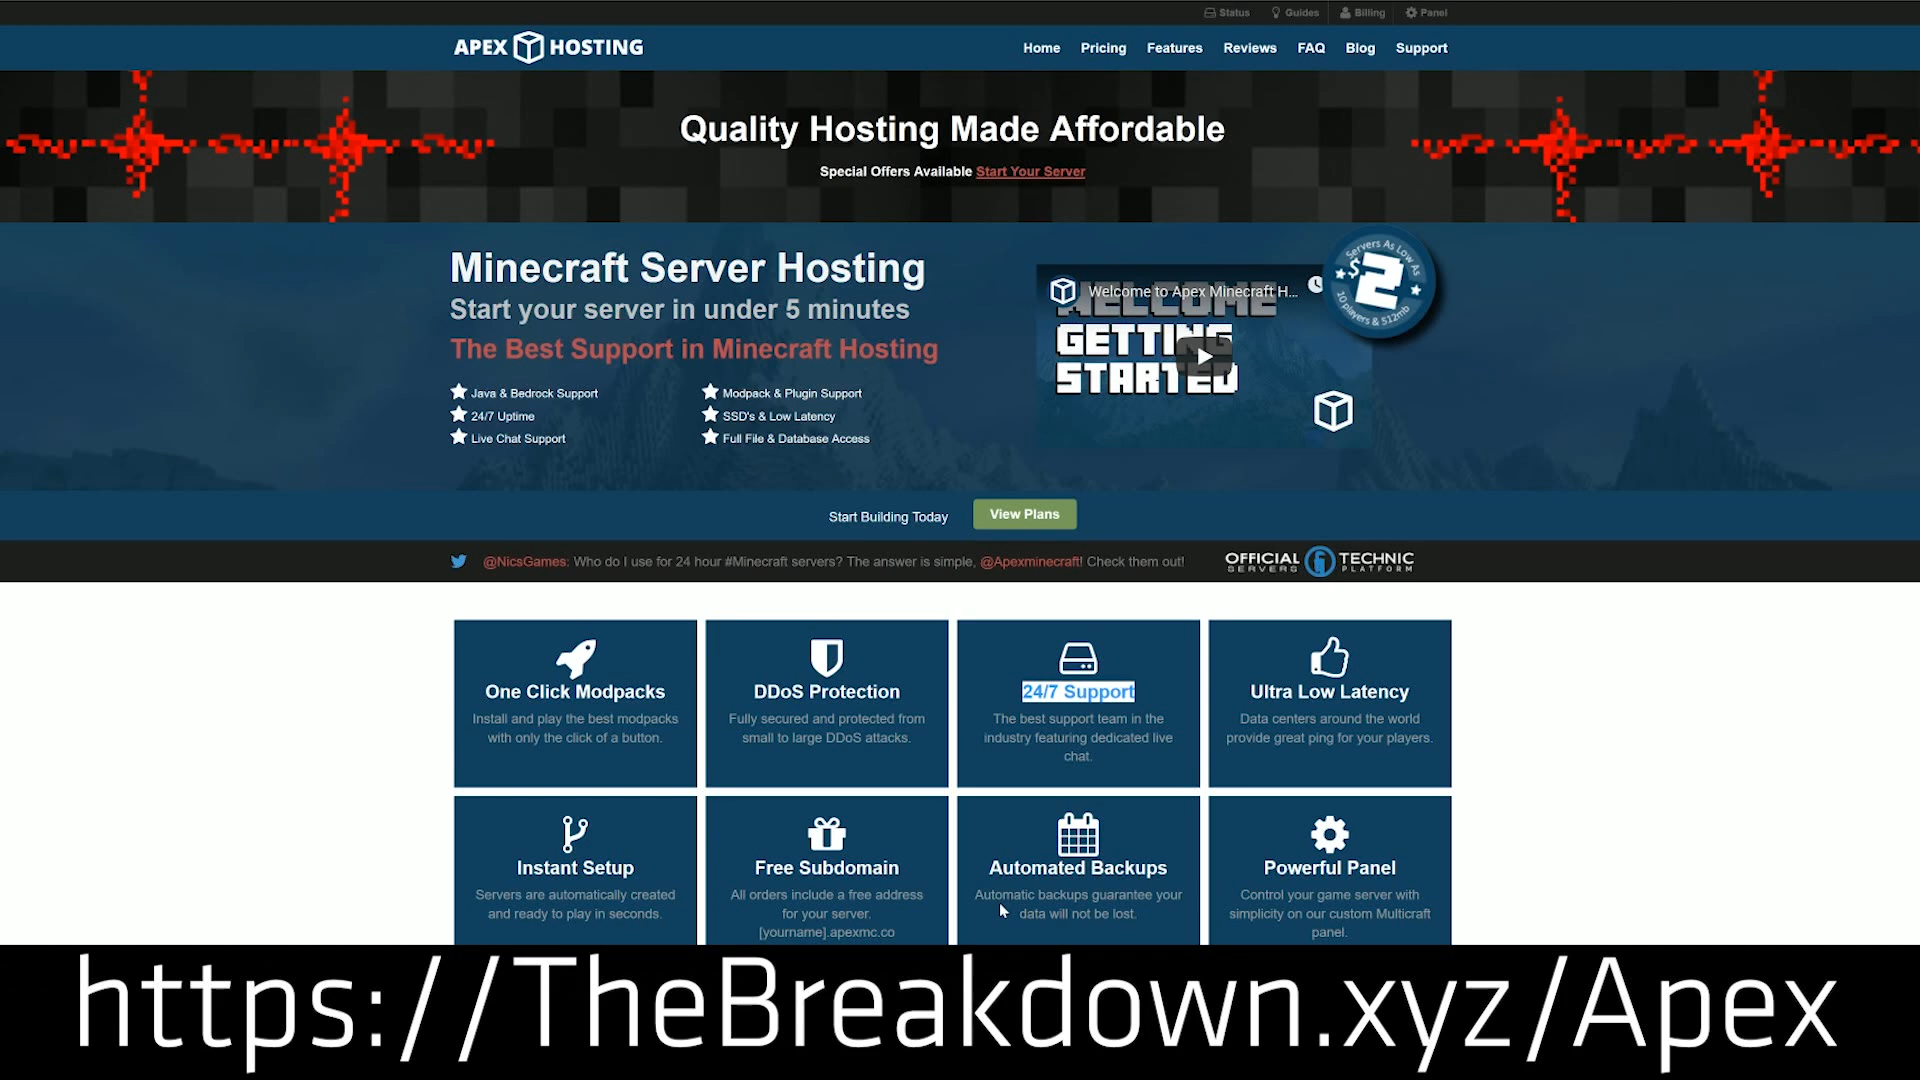 Status Guides Billing Panel
APEX HOSTING
Home Pricing Features Reviews FAQ Blog Support
Quality Hosting Made Affordable
Special Offers Available Start Your Server
Minecraft Server Hosting
Start your server in under 5 minutes
The Best Support in Minecraft Hosting
Java & Bedrock Support
24/7 Uptime
Live Chat Support
Modpack & Plugin Support
SSD's & Low Latency
Full File & Database Access
Welcome to Apex Minecraft H...
WELCOME
GETTING
STARTED
Servers As Low As
$2
10 players & 512mb
Start Building Today View Plans
@NicsGames: Who do I use for 24 hour #Minecraft servers? The answer is simple, @Apexminecraft! Check them out!
OFFICIAL TECHNIC
SERVERS PLATFORM
One Click Modpacks
Install and play the best modpacks
with only the click of a button.
DDoS Protection
Fully secured and protected from
small to large DDoS attacks.
24/7 Support
The best support team in the
industry featuring dedicated live
chat.
Ultra Low Latency
Data centers around the world
provide great ping for your players.
Instant Setup
Servers are automatically created
and ready to play in seconds.
Free Subdomain
All orders include a free address
for your server.
[yourname].apexmc.co
Automated Backups
Automatic backups guarantee your
data will not be lost.
Powerful Panel
Control your game server with
simplicity on our custom Multicraft
panel.
https://TheBreakdown.xyz/Apex